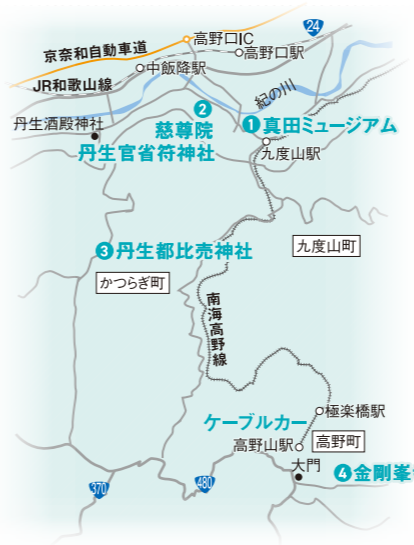 24
高野口IC
京奈和自動車道
高野口駅
中飯降駅
JR和歌山線
紀の川
❷
慈尊院
❶真田ミュージアム
丹生酒殿神社
九度山駅
丹生官省符神社
❸丹生都比売神社
九度山町
かつらぎ町
南海高野線
ケーブルカー
極楽橋駅
高野山駅
高野町
大門
❹金剛峯
370
480